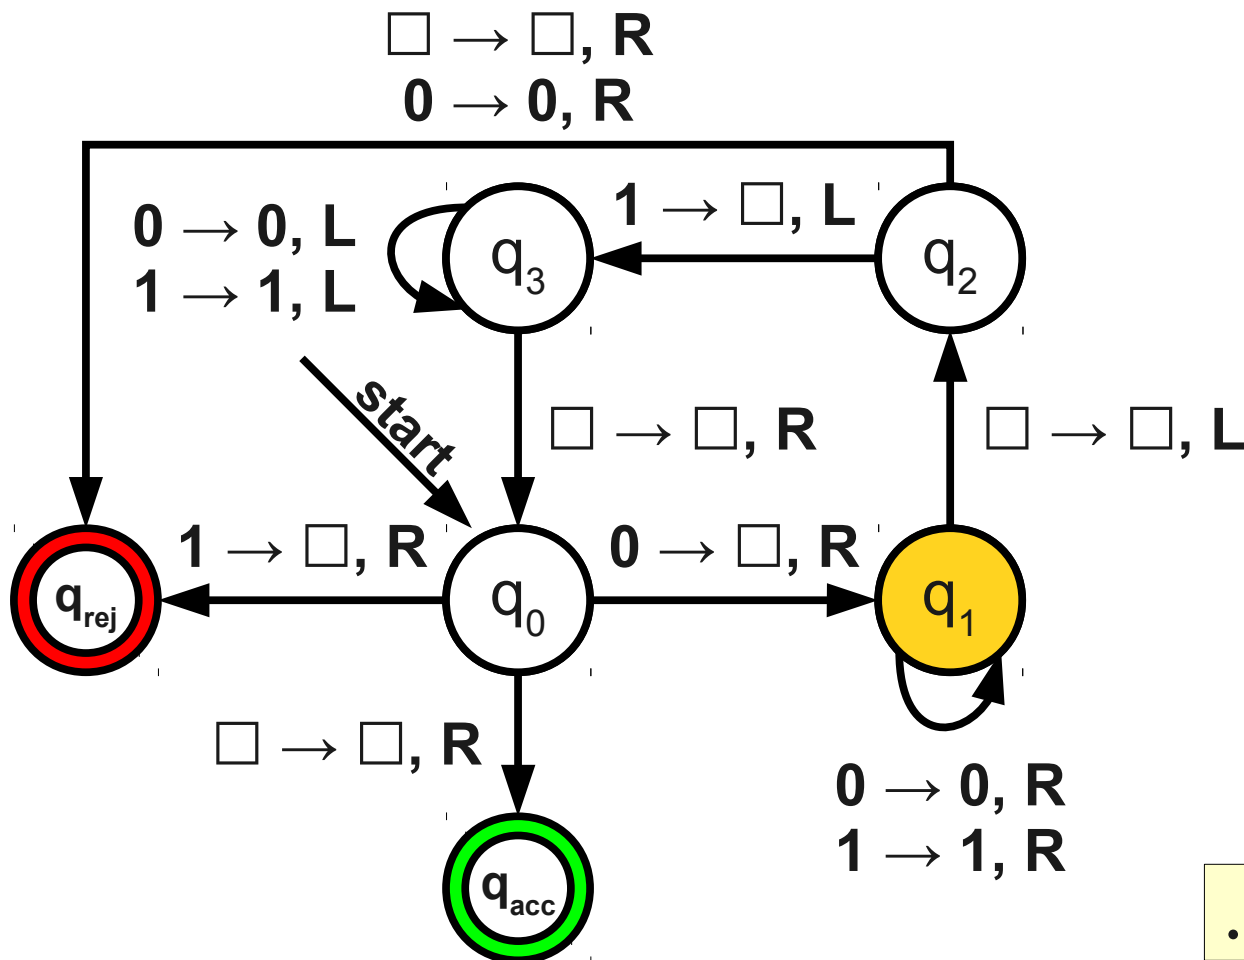 □ → □, R
0 → 0, R
0 → 0, L
1 → 1, L
q3
1 → □, L
q2
start
□ → □, R
□ → □, L
qrej
1 → □, R
q0
0 → □, R
q1
□ → □, R
0 → 0, R
1 → 1, R
qacc
.